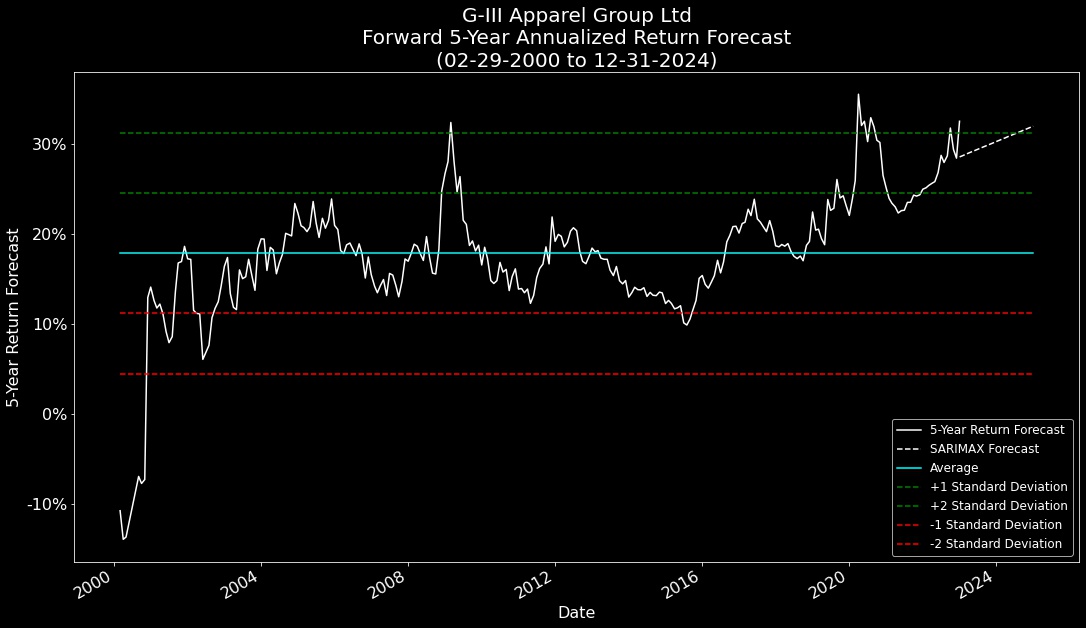 G-III Apparel Group Ltd
Forward 5-Year Annualized Return Forecast
(02-29-2000 to 12-31-2024)
5-Year Return Forecast
30%
20%
10%
0%
-10%
5-Year Return Forecast
SARIMAX Forecast
Average
+1 Standard Deviation
+2 Standard Deviation
-1 Standard Deviation
-2 Standard Deviation
2000
2004
2008
2012
2016
2020
2024
Date